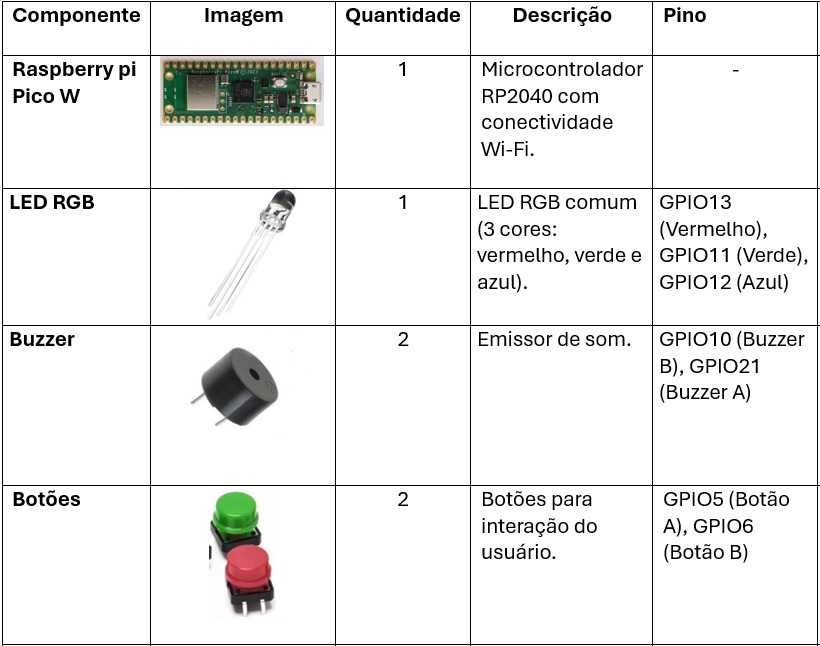 Componente Imagem Quantidade Descrição Pino
Raspberry pi
Pico W
1
Microcontrolador
RP2040 com
conectividade
Wi-Fi.
-
LED RGB
1
LED RGB comum
(3 cores:
vermelho, verde e
azul).
GPIO13
(Vermelho),
GPIO11 (Verde),
GPIO12 (Azul)
Buzzer
2
Emissor de som.
GPIO10 (Buzzer
B), GPIO21
(Buzzer A)
Botões
2
Botões para
interação do
usuário.
GPIO5 (Botão
A), GPIO6
(Botão B)